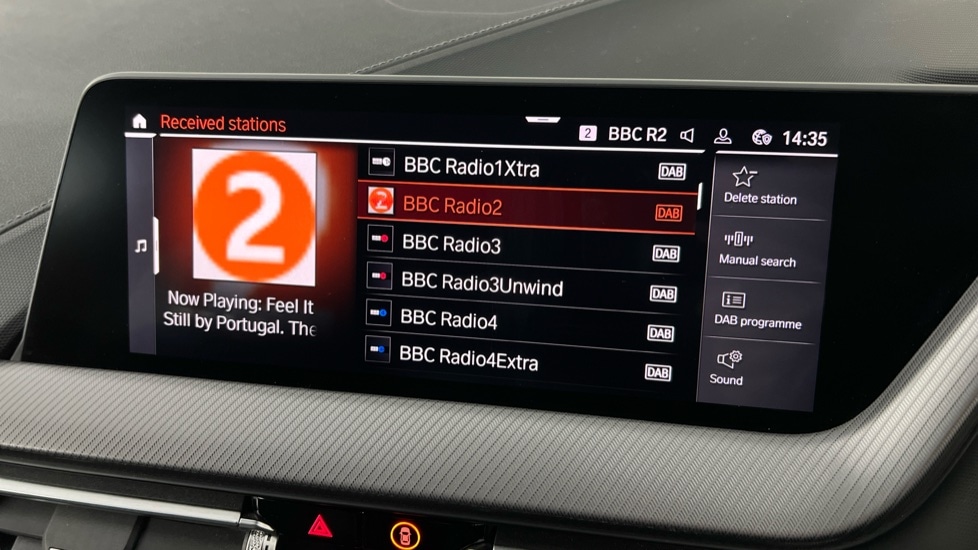 Received stations
2 BBC R2 14:35
2
Now Playing: Feel It
Still by Portugal. The
BBC Radio1Xtra DAB
2 BBC Radio2 DAB
BBC Radio3 DAB
BBC Radio3Unwind DAB
BBC Radio4 DAB
BBC Radio4Extra DAB
Delete station
Manual search
DAB programme
Sound